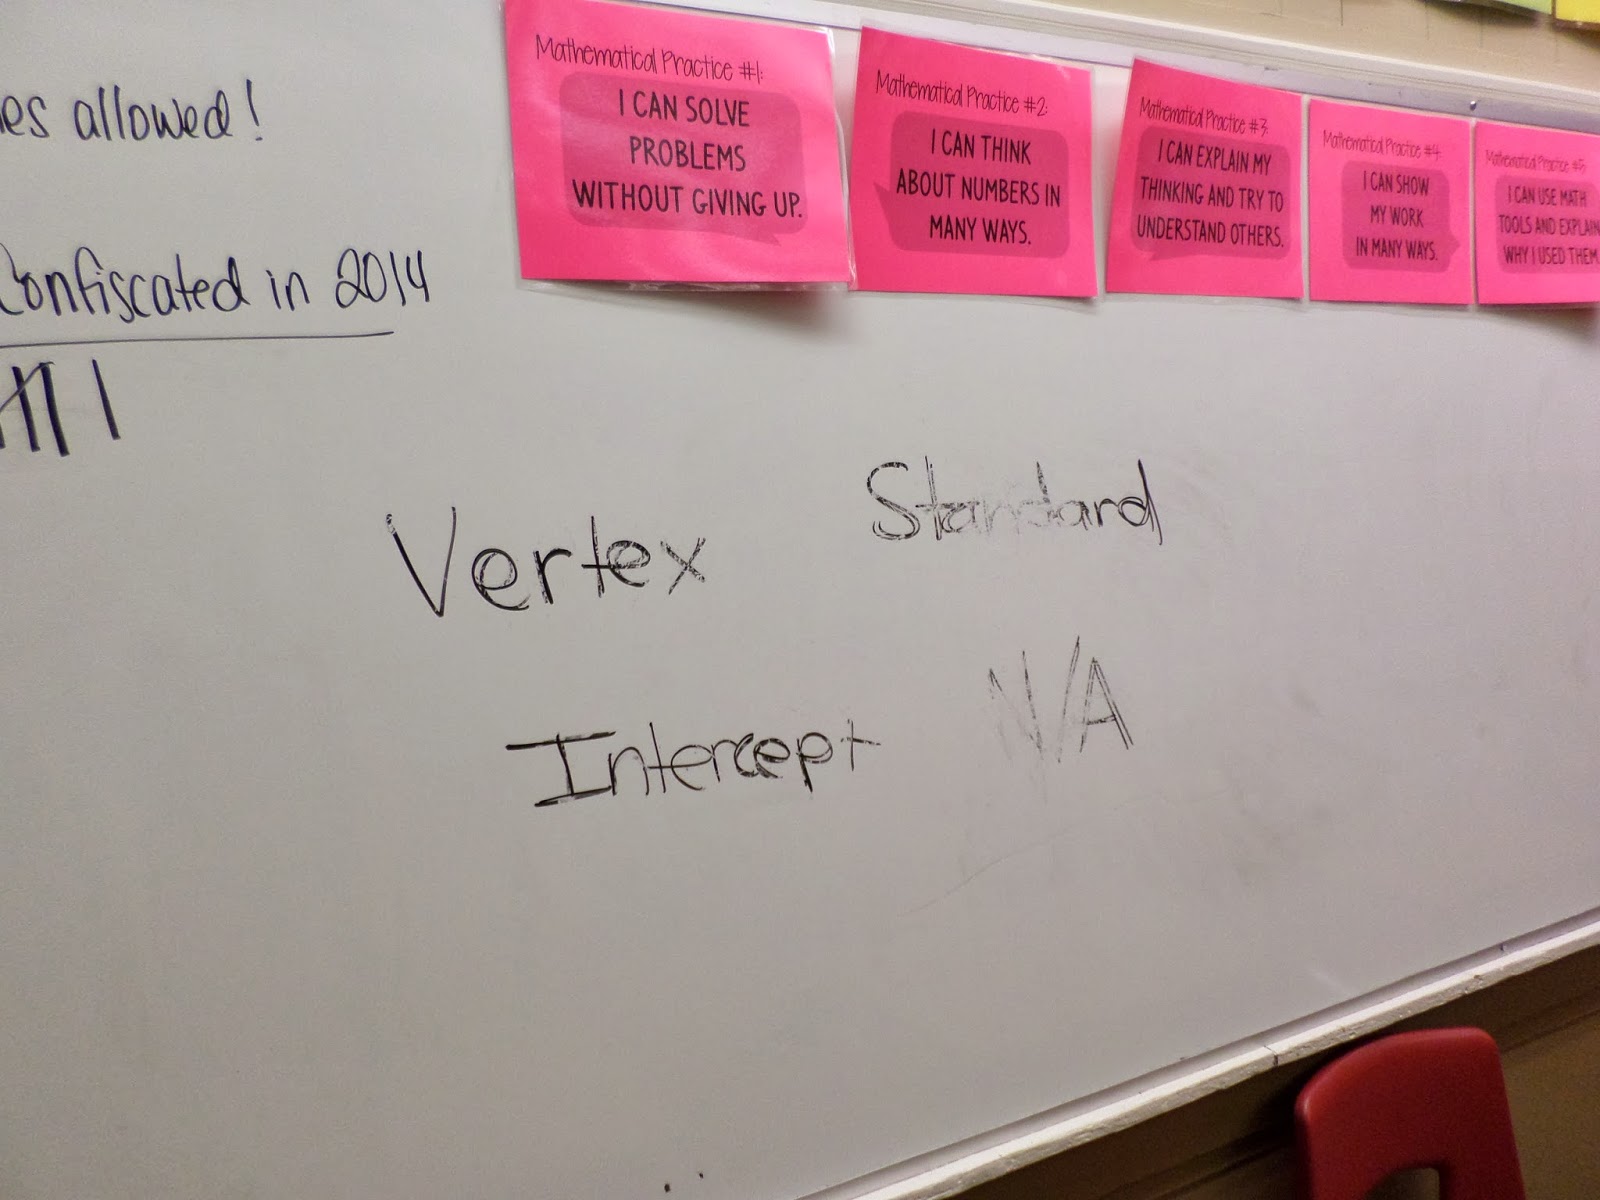 allowed!
Confiscated in 2014
Mathematical Practice #1:
I CAN SOLVE
PROBLEMS
WITHOUT GIVING UP.
Mathematical Practice #2:
I CAN THINK
ABOUT NUMBERS IN
MANY WAYS.
Mathematical Practice #3:
I CAN EXPLAIN MY
THINKING AND TRY TO
UNDERSTAND OTHERS.
Mathematical Practice #4:
I CAN SHOW
MY WORK
IN MANY WAYS.
Mathematical Practice #5:
I CAN USE MATH
TOOLS AND EXPLAIN
WHY I USED THEM.
Vertex
Standard
Intercept
N/A